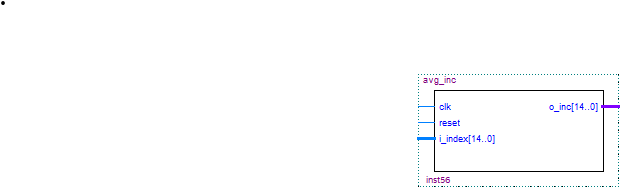 avg_inc
clk o_inc[14..0]
reset
i_index[14..0]
inst56